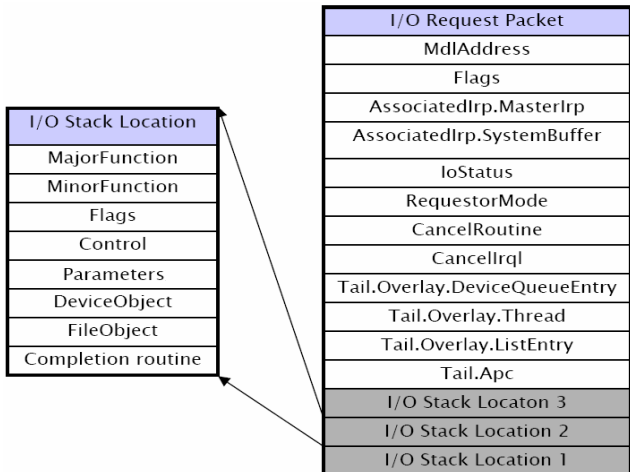 I/O Stack Location
MajorFunction
MinorFunction
Flags
Control
Parameters
DeviceObject
FileObject
Completion routine
I/O Request Packet
MdlAddress
Flags
AssociatedIrp.MasterIrp
AssociatedIrp.SystemBuffer
IoStatus
RequestorMode
CancelRoutine
CancelIrql
Tail.Overlay.DeviceQueueEntry
Tail.Overlay.Thread
Tail.Overlay.ListEntry
Tail.Apc
I/O Stack Locaton 3
I/O Stack Location 2
I/O Stack Location 1